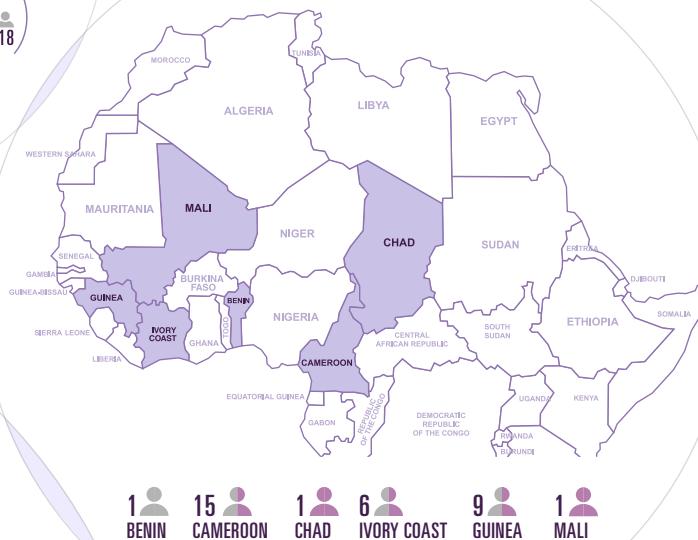 18
TUNISIA
MOROCCO
ALGERIA
LIBYA
EGYPT
WESTERN SAHARA
MAURITANIA
MALI
NIGER
CHAD
SUDAN
ERITREA
SENEGAL
GAMBIA
GUINEA-BISSAU
GUINEA
BURKINA
FASO
BENIN
DJIBOUTI
SOMALIA
SIERRA LEONE
IVORY
COAST
GHANA
TOGO
NIGERIA
CENTRAL
AFRICAN REPUBLIC
SOUTH
SUDAN
ETHIOPIA
LIBERIA
CAMEROON
EQUATORIAL GUINEA
GABON
REPUBLIC
OF THE CONGO
DEMOCRATIC
REPUBLIC
OF THE CONGO
UGANDA
KENYA
RWANDA
BURUNDI
1
BENIN
15
CAMEROON
1
CHAD
6
IVORY COAST
9
GUINEA
1
MALI